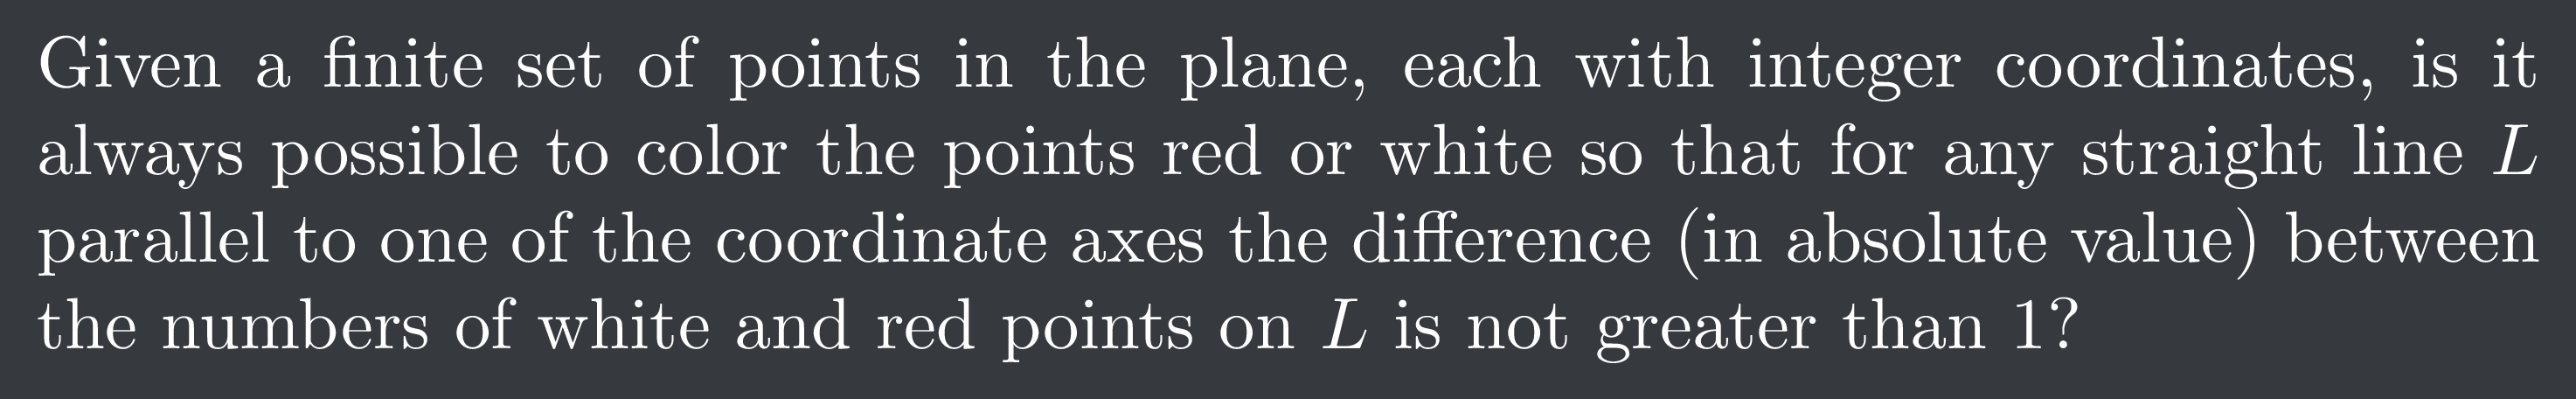 Given a finite set of points in the plane, each with integer coordinates, is it
always possible to color the points red or white so that for any straight line L
parallel to one of the coordinate axes the difference (in absolute value) between
the numbers of white and red points on L is not greater than 1?